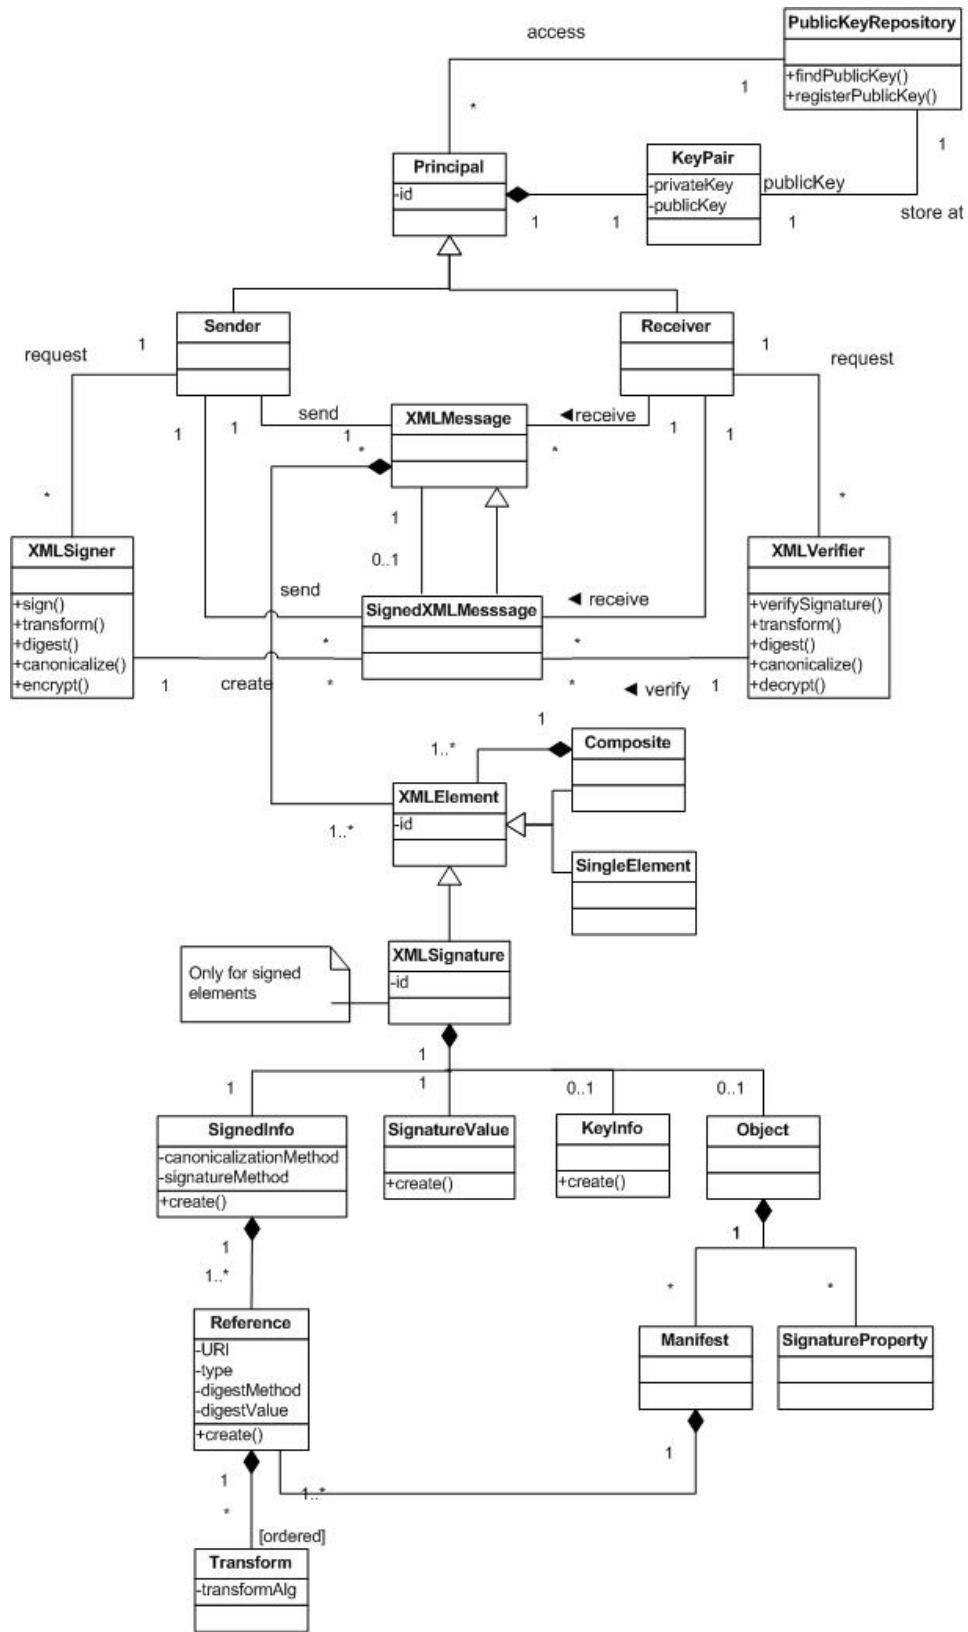 PublicKeyRepository
access
+findPublicKey()
+registerPublicKey()
1
*
1
Principal
-id
KeyPair
-privateKey
-publicKey
publicKey
1
1
1
store at
Sender
Receiver
request
1
1
request
send
XMLMessage
◄receive
1
1
1
*
*
1
1
1
0..1
*
*
XMLSigner
+sign()
+transform()
+digest()
+canonicalize()
+encrypt()
XMLVerifier
+verifySignature()
+transform()
+digest()
+canonicalize()
+decrypt()
send
SignedXMLMesssage
◄ receive
*
*
1
create
*
*
◄ verify
1
1
1..*
Composite
XMLElement
-id
1..*
SingleElement
XMLSignature
-id
Only for signed
elements
1
1
1
0..1
0..1
SignedInfo
-canonicalizationMethod
-signatureMethod
+create()
SignatureValue
+create()
KeyInfo
+create()
Object
1
1..*
1
*
*
Reference
-URI
-type
-digestMethod
-digestValue
+create()
Manifest
SignatureProperty
1
1
1..*
*
[ordered]
Transform
-transformAlg